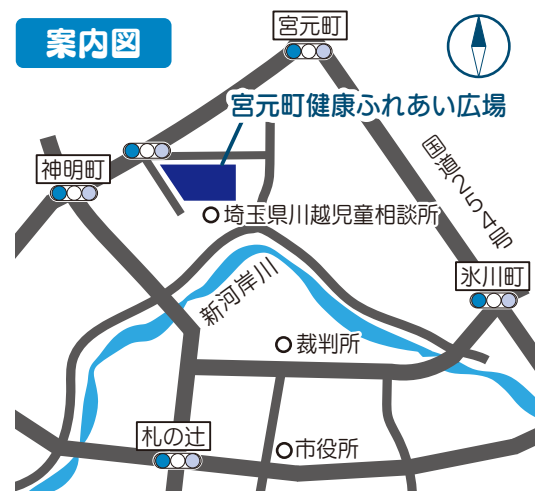 案内図
宮元町
宮元町健康ふれあい広場
神明町
国道254号
埼玉県川越児童相談所
新河岸川
氷川町
裁判所
札の辻
市役所